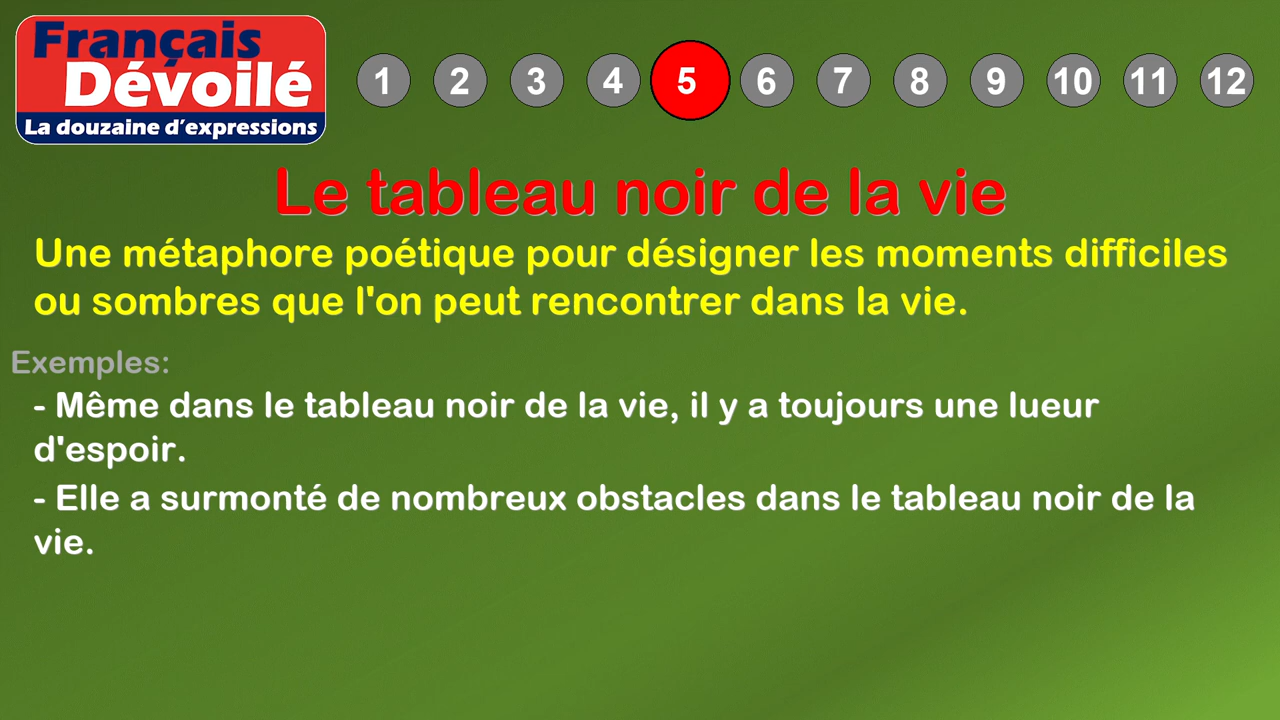 Français
Dévoilé
La douzaine d'expressions
1 2 3 4 5 6 7 8 9 10 11 12
Le tableau noir de la vie
Une métaphore poétique pour désigner les moments difficiles
ou sombres que l'on peut rencontrer dans la vie.
Exemples:
- Même dans le tableau noir de la vie, il y a toujours une lueur
d'espoir.
- Elle a surmonté de nombreux obstacles dans le tableau noir de la
vie.